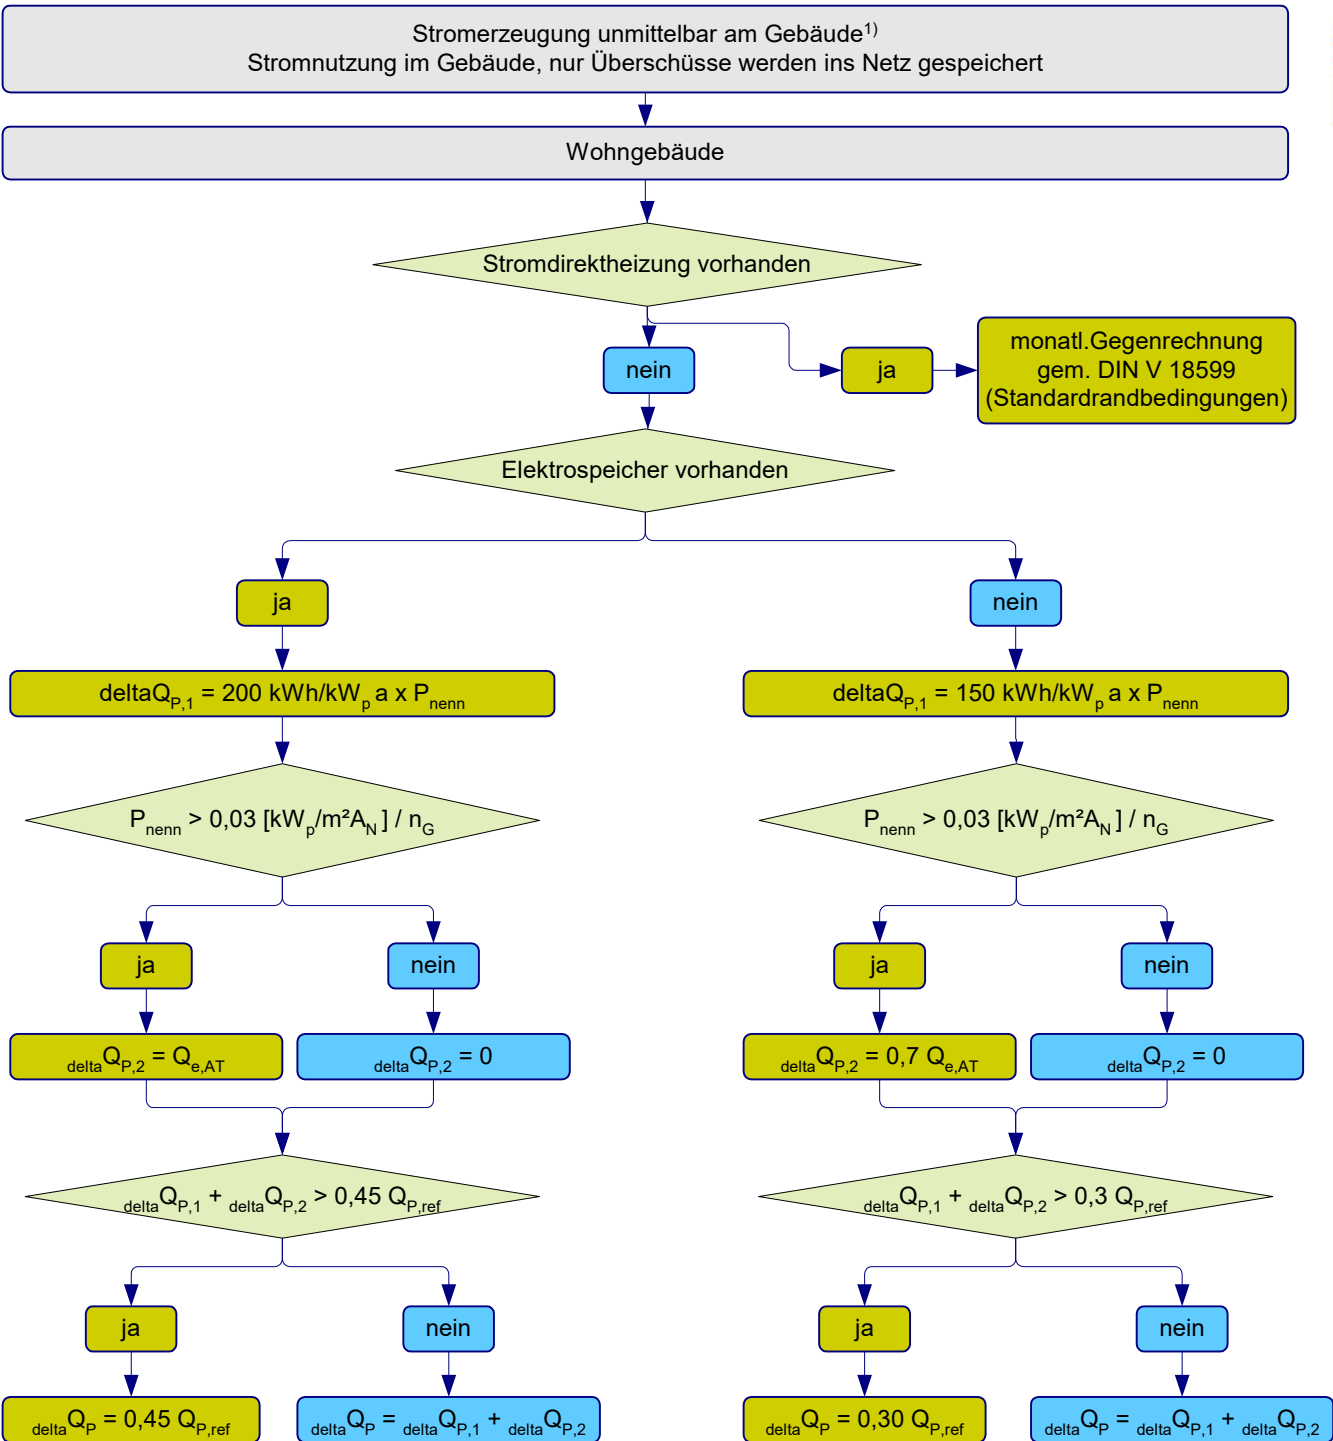 Stromerzeugung unmittelbar am Gebäude1)
Stromnutzung im Gebäude, nur Überschüsse werden ins Netz gespeichert
Wohngebäude
Stromdirektheizung vorhanden
nein
ja
monatl.Gegenrechnung
gem. DIN V 18599
(Standardrandbedingungen)
Elektrospeicher vorhanden
ja
nein
deltaQP,1 = 200 kWh/kWp a x Pnenn
deltaQP,1 = 150 kWh/kWp a x Pnenn
Pnenn > 0,03 [kWp/m²AN] / nG
Pnenn > 0,03 [kWp/m²AN] / nG
ja
nein
ja
nein
deltaQP,2 = Qe,AT
deltaQP,2 = 0
deltaQP,2 = 0,7 Qe,AT
deltaQP,2 = 0
deltaQP,1 + deltaQP,2 > 0,45 QP,ref
deltaQP,1 + deltaQP,2 > 0,3 QP,ref
ja
nein
ja
nein
deltaQP = 0,45 QP,ref
deltaQP = deltaQP,1 + deltaQP,2
deltaQP = 0,30 QP,ref
deltaQP = deltaQP,1 + deltaQP,2